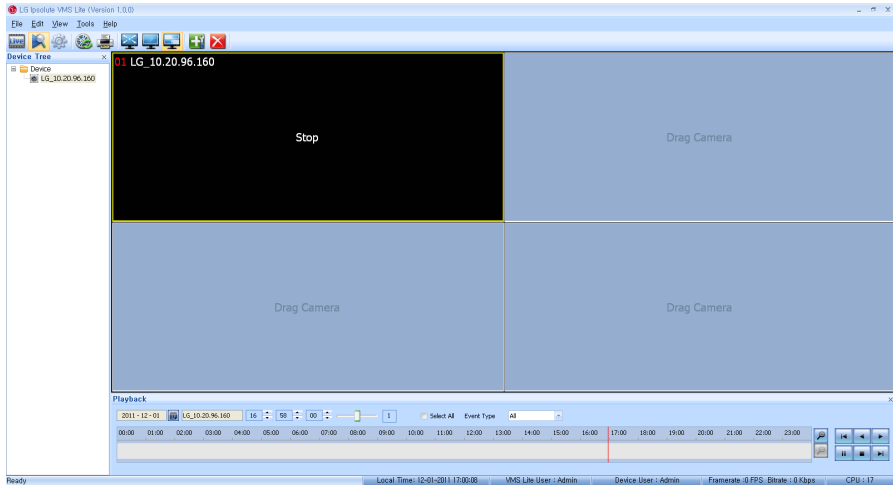 LG Ipsolute VMS Lite (Version 1,0,0)
File Edit View Tools Help
Live
Device Tree ×
Device
LG_10.20.96.160
01 LG_10.20.96.160
Stop
Drag Camera
Drag Camera
Drag Camera
Playback ×
2011 - 12 - 01 LG_10.20.96.160 16 58 00 1 Select All Event Type All
00:00 01:00 02:00 03:00 04:00 05:00 06:00 07:00 08:00 09:00 10:00 11:00 12:00 13:00 14:00 15:00 16:00 17:00 18:00 19:00 20:00 21:00 22:00 23:00
Ready Local Time: 12-01-2011 17:00:08 VMS Lite User : Admin Device User : Admin Framerate :0 FPS Bitrate : 0 Kbps CPU : 17